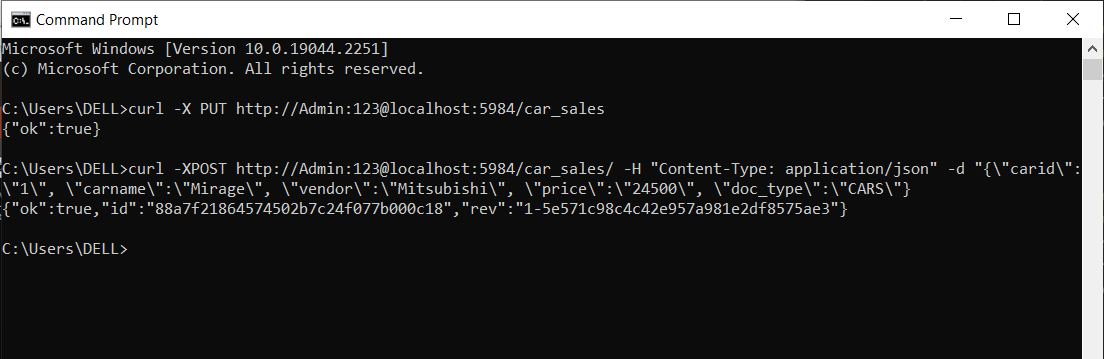 Command Prompt
Microsoft Windows [Version 10.0.19044.2251]
(c) Microsoft Corporation. All rights reserved.
C:\Users\DELL>curl -X PUT http://Admin:123@localhost:5984/car_sales
{"ok":true}
C:\Users\DELL>curl -XPOST http://Admin:123@localhost:5984/car_sales/ -H "Content-Type: application/json" -d "{\"carid\":
\"1\", \"carname\":\"Mirage\", \"vendor\":\"Mitsubishi\", \"price\":\"24500\", \"doc_type\":\"CARS\"}
{"ok":true,"id":"88a7f21864574502b7c24f077b000c18","rev":"1-5e571c98c4c42e957a981e2df8575ae3"}
C:\Users\DELL>